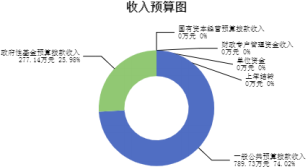 收入预算图
国有资本经营预算拨款收入
0万元 0%
财政专户管理资金收入
0万元 0%
单位资金
0万元 0%
上年结转
0万元 0%
政府性基金预算拨款收入
277.14万元 25.98%
一般公共预算拨款收入
789.73万元 74.02%